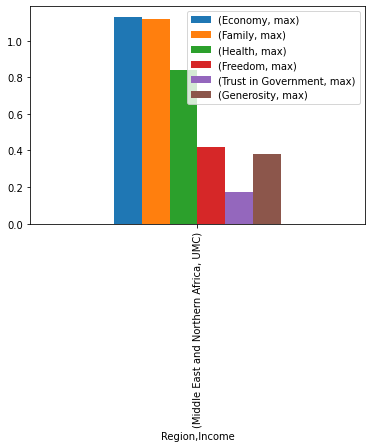 (Economy, max)
(Family, max)
(Health, max)
(Freedom, max)
(Trust in Government, max)
(Generosity, max)
1.0
0.8
0.6
0.4
0.2
0.0
(Middle East and Northern Africa, UMC)
Region,Income